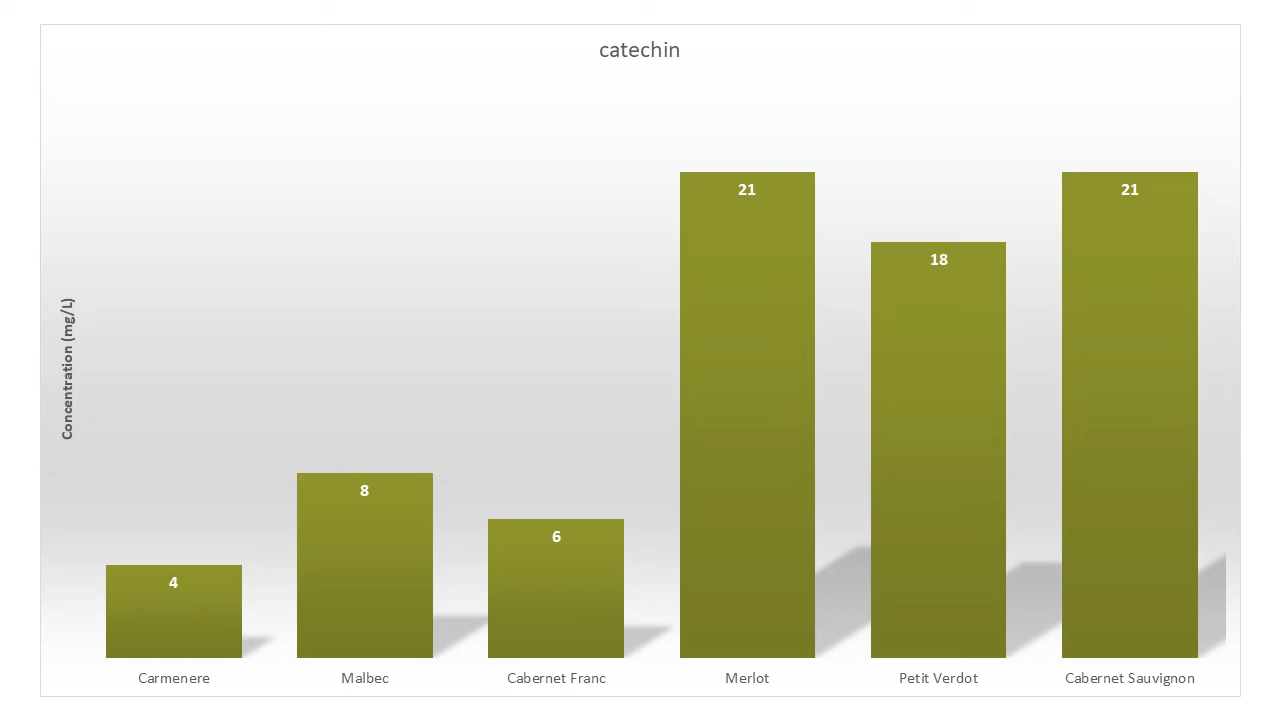 catechin
Concentration (mg/L)
21
21
18
8
6
4
Carmenere
Malbec
Cabernet Franc
Merlot
Petit Verdot
Cabernet Sauvignon